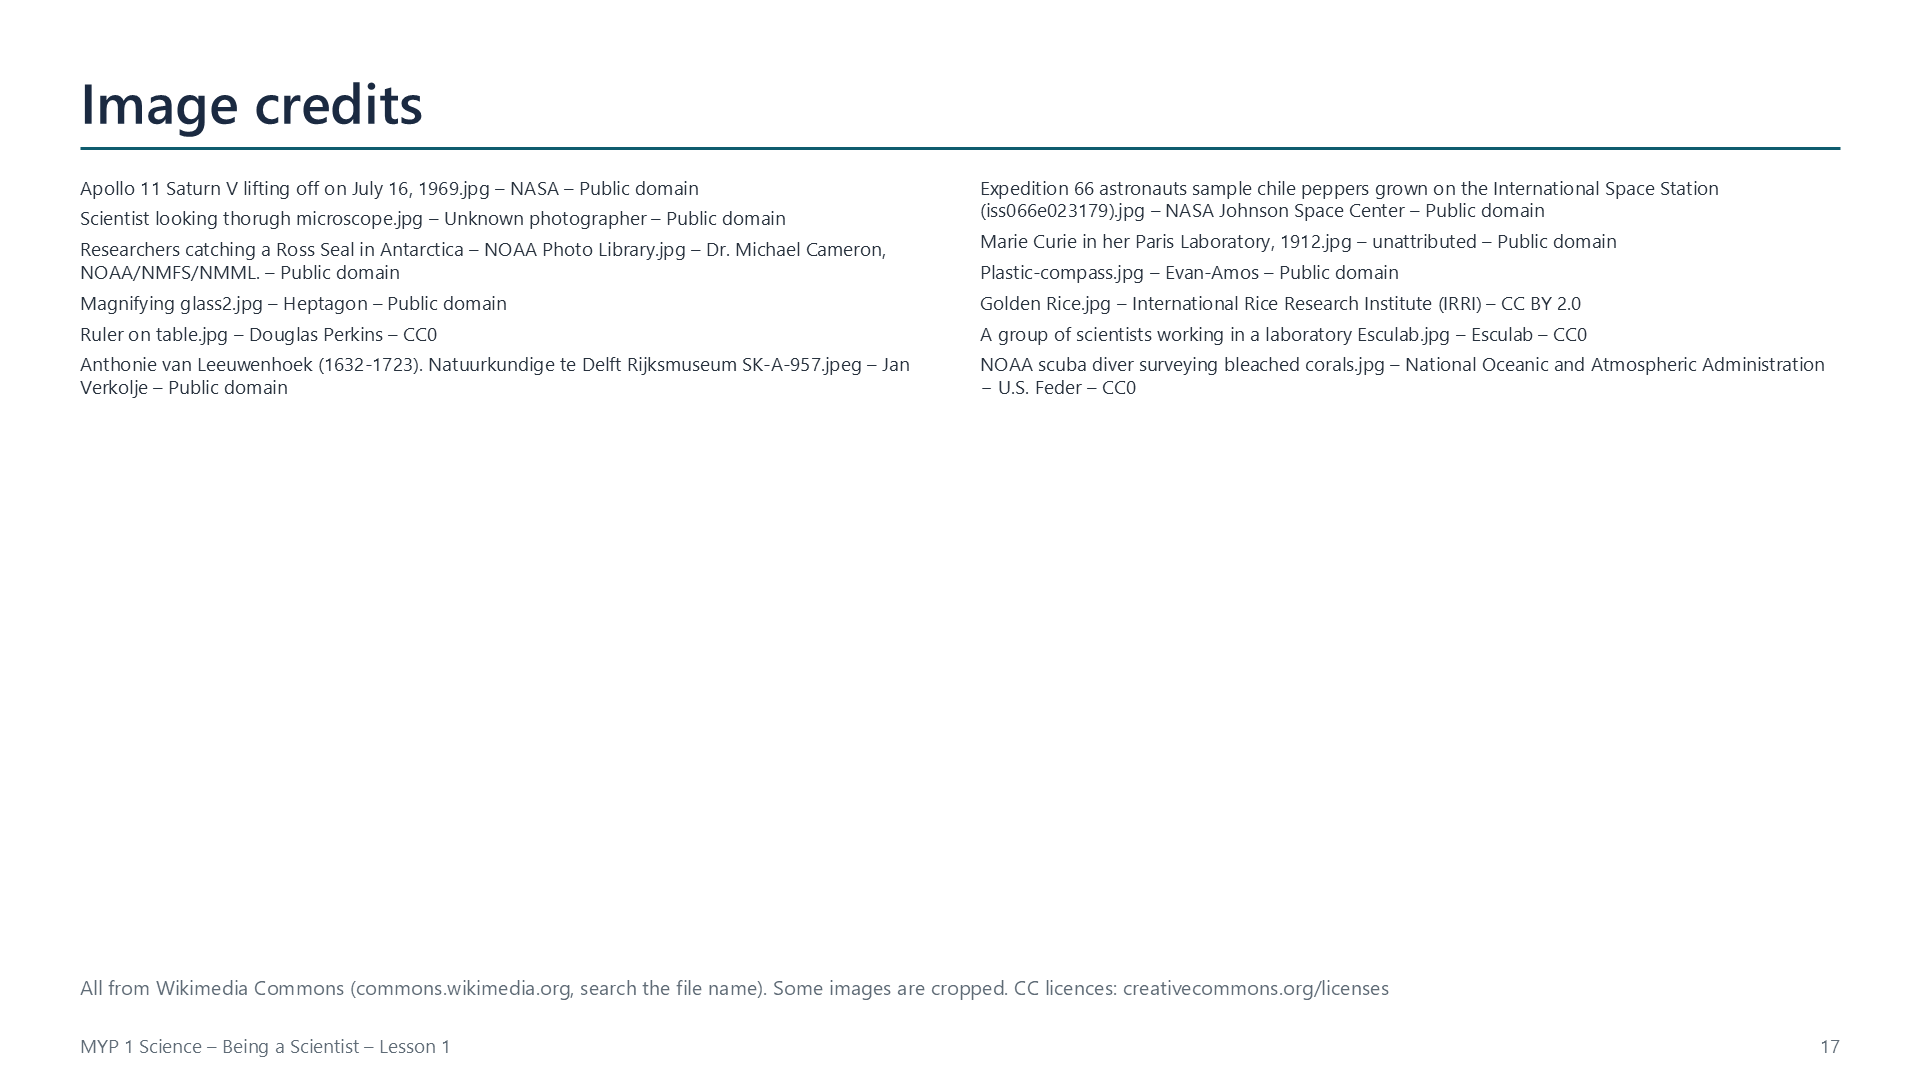 Image credits
Apollo 11 Saturn V lifting off on July 16, 1969.jpg – NASA – Public domain
Scientist looking thorugh microscope.jpg – Unknown photographer – Public domain
Researchers catching a Ross Seal in Antarctica – NOAA Photo Library.jpg – Dr. Michael Cameron,
NOAA/NMFS/NMML. – Public domain
Magnifying glass2.jpg – Heptagon – Public domain
Ruler on table.jpg – Douglas Perkins – CC0
Anthonie van Leeuwenhoek (1632-1723). Natuurkundige te Delft Rijksmuseum SK-A-957.jpeg – Jan
Verkolje – Public domain
Expedition 66 astronauts sample chile peppers grown on the International Space Station
(iss066e023179).jpg – NASA Johnson Space Center – Public domain
Marie Curie in her Paris Laboratory, 1912.jpg – unattributed – Public domain
Plastic-compass.jpg – Evan-Amos – Public domain
Golden Rice.jpg – International Rice Research Institute (IRRI) – CC BY 2.0
A group of scientists working in a laboratory Esculab.jpg – Esculab – CC0
NOAA scuba diver surveying bleached corals.jpg – National Oceanic and Atmospheric Administration
– U.S. Feder – CC0
All from Wikimedia Commons (commons.wikimedia.org, search the file name). Some images are cropped. CC licences: creativecommons.org/licenses
MYP 1 Science – Being a Scientist – Lesson 1
17